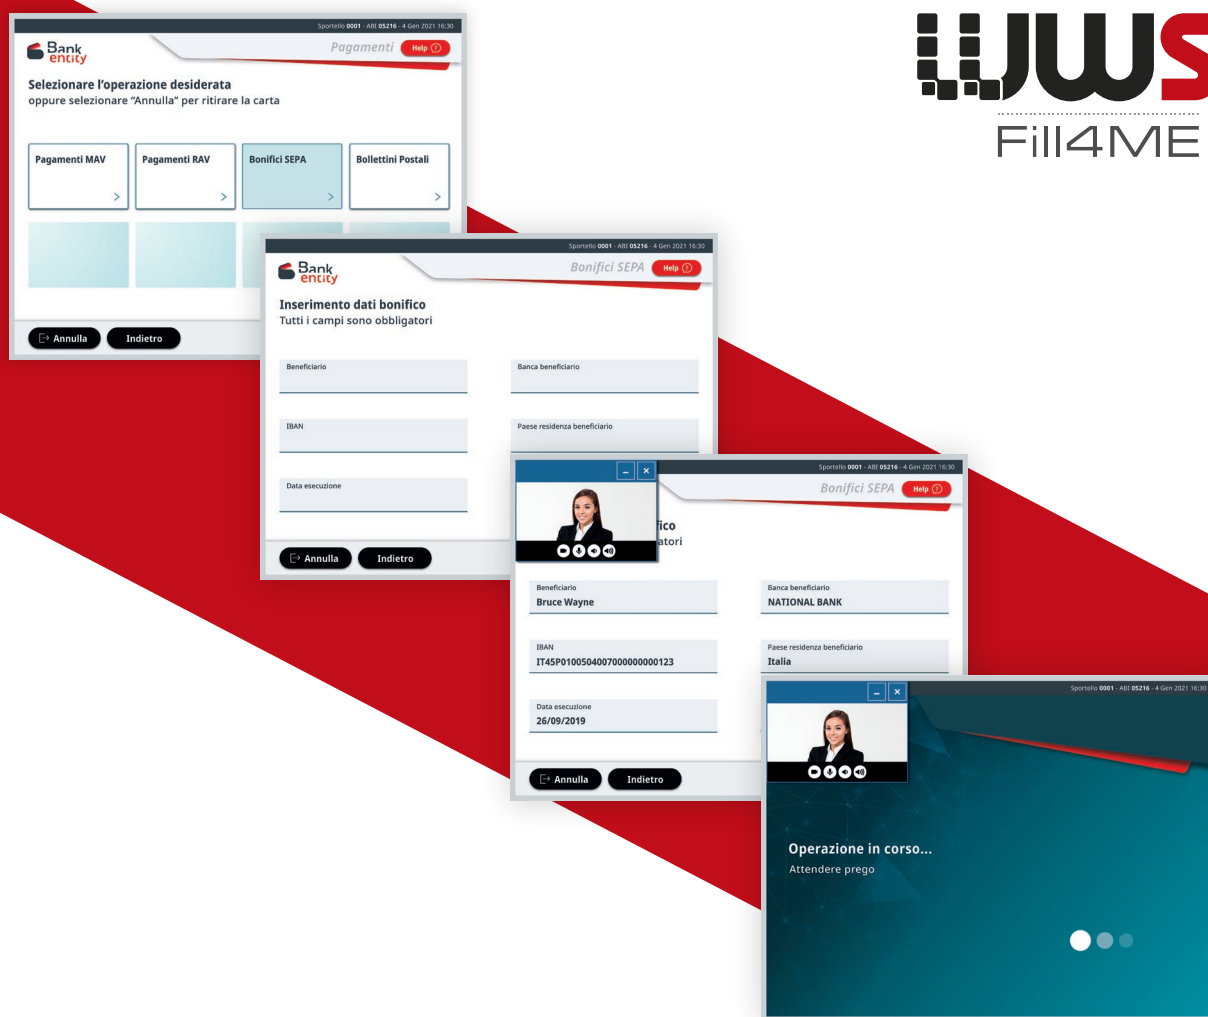 Sportello 0001 - ABI 05216 - 4 Gen 2021 16:30
Bank
entity
Pagamenti
Help ?
Selezionare l'operazione desiderata
oppure selezionare "Annulla" per ritirare la carta
Pagamenti MAV
Pagamenti RAV
Bonifici SEPA
Bollettini Postali
Annulla
Indietro
UWS
Fill4ME
Sportello 0001 - ABI 05216 - 4 Gen 2021 16:30
Bank
entity
Bonifici SEPA
Help ?
Inserimento dati bonifico
Tutti i campi sono obbligatori
Beneficiario
Banca beneficiario
IBAN
Paese residenza beneficiario
Data esecuzione
Annulla
Indietro
Sportello 0001 - ABI 05216 - 4 Gen 2021 16:30
Bonifici SEPA
Help ?
fico
atori
Beneficiario
Bruce Wayne
Banca beneficiario
NATIONAL BANK
IBAN
IT45P0100504007000000000123
Paese residenza beneficiario
Italia
Data esecuzione
26/09/2019
Annulla
Indietro
Sportello 0001 - ABI 05216 - 4 Gen 2021 16:30
Operazione in corso...
Attendere prego